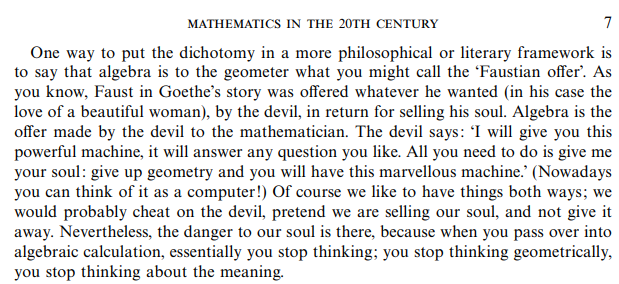 MATHEMATICS IN THE 20TH CENTURY 7
One way to put the dichotomy in a more philosophical or literary framework is
to say that algebra is to the geometer what you might call the ‘Faustian offer’. As
you know, Faust in Goethe’s story was offered whatever he wanted (in his case the
love of a beautiful woman), by the devil, in return for selling his soul. Algebra is the
offer made by the devil to the mathematician. The devil says: ‘I will give you this
powerful machine, it will answer any question you like. All you need to do is give me
your soul: give up geometry and you will have this marvellous machine.’ (Nowadays
you can think of it as a computer!) Of course we like to have things both ways; we
would probably cheat on the devil, pretend we are selling our soul, and not give it
away. Nevertheless, the danger to our soul is there, because when you pass over into
algebraic calculation, essentially you stop thinking; you stop thinking geometrically,
you stop thinking about the meaning.